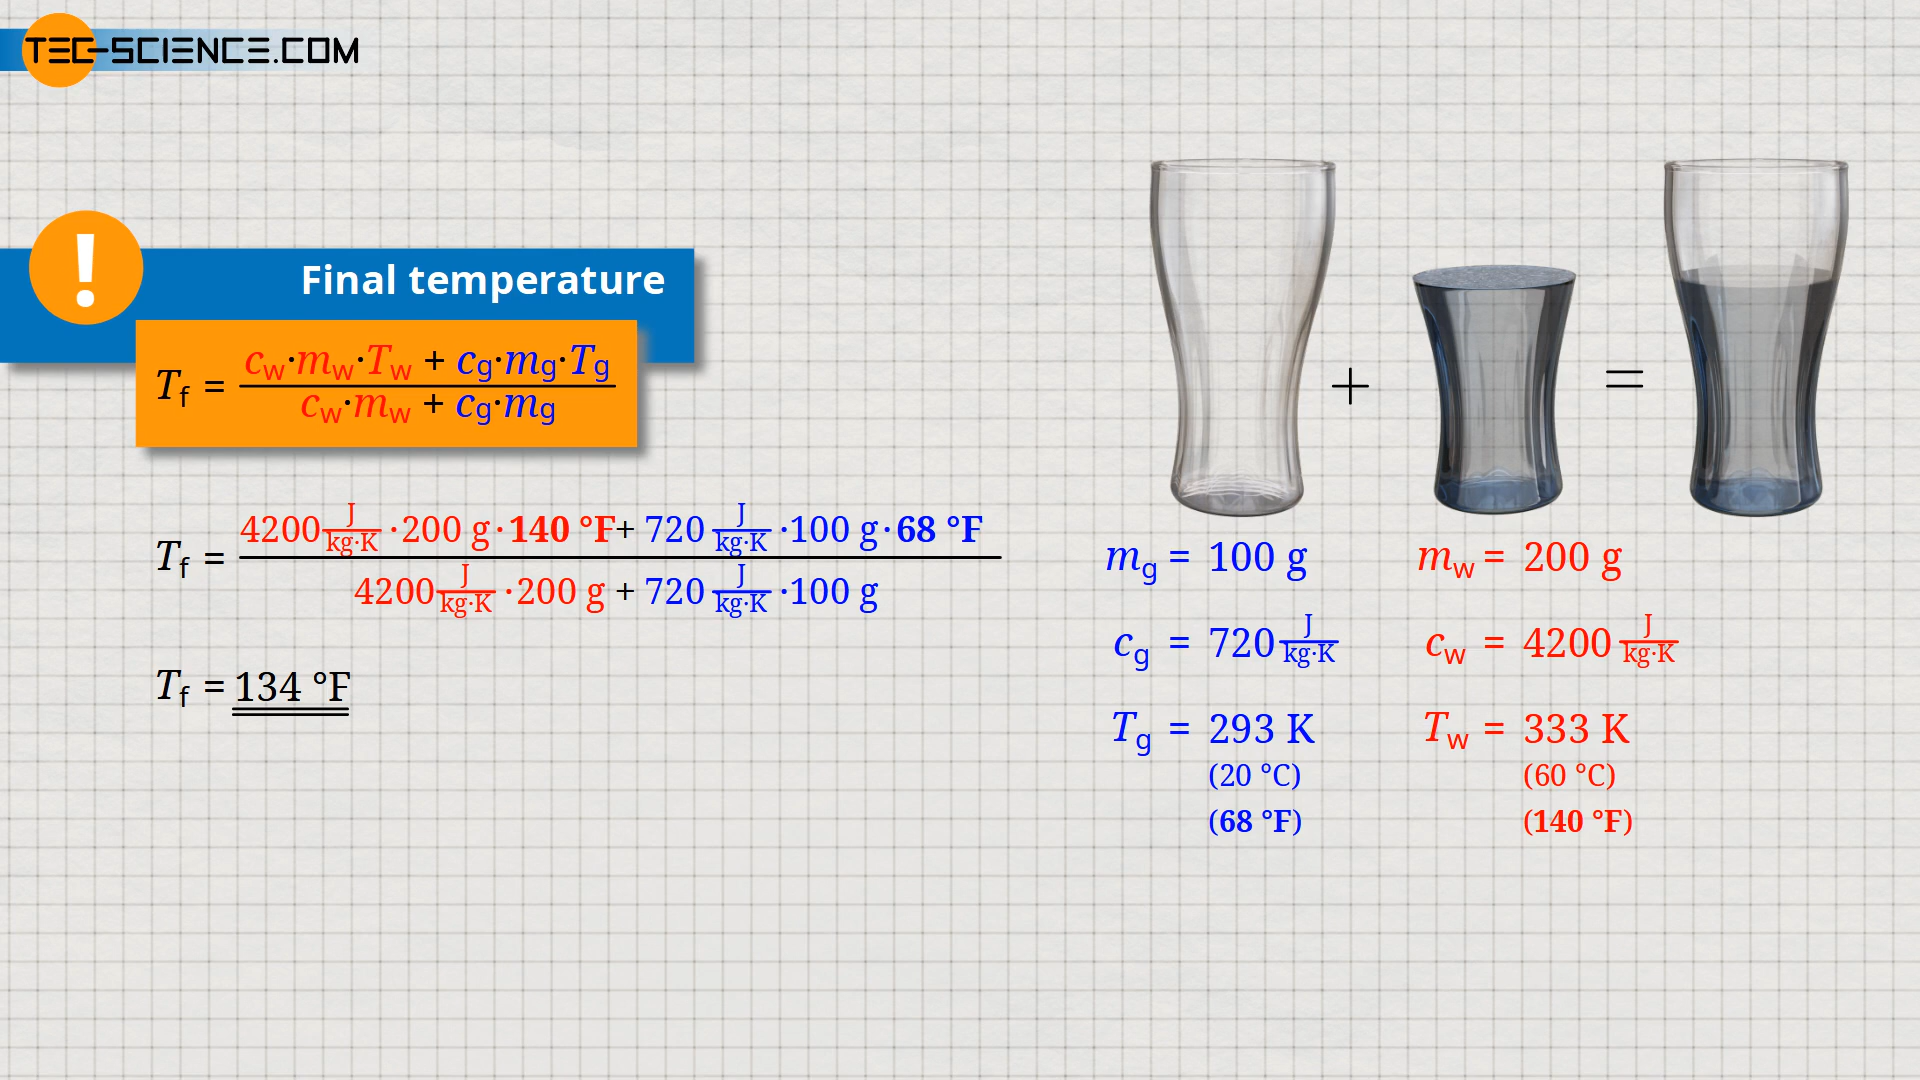 TEC-SCIENCE.COM
!
Final temperature
T_f = (c_w·m_w·T_w + c_g·m_g·T_g) / (c_w·m_w + c_g·m_g)
T_f = (4200 J/kg·K ·200 g·140 °F + 720 J/kg·K ·100 g·68 °F) / (4200 J/kg·K ·200 g + 720 J/kg·K ·100 g)
T_f = 134 °F
+ =
m_g = 100 g m_w = 200 g
c_g = 720 J/kg·K c_w = 4200 J/kg·K
T_g = 293 K T_w = 333 K
(20 °C) (60 °C)
(68 °F) (140 °F)